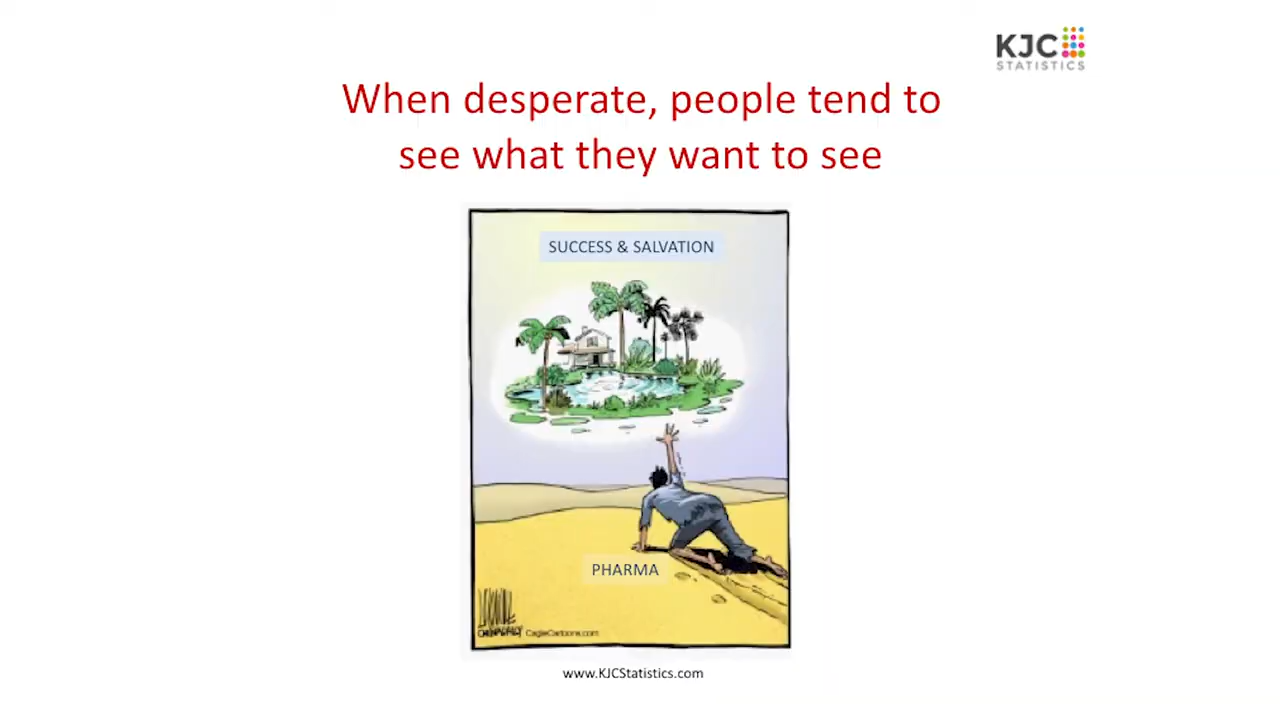 KJC
STATISTICS
When desperate, people tend to
see what they want to see
SUCCESS & SALVATION
PHARMA
CagleCartoons.com
www.KJCStatistics.com